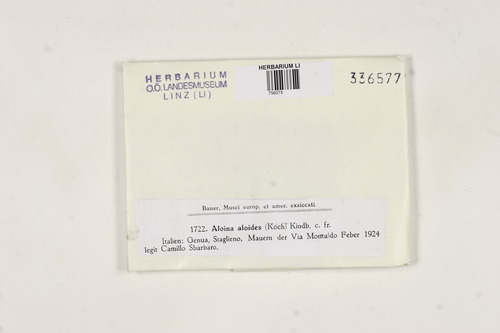 HERBARIUM LI
756075
336577
HERBARIUM
O.Ö. LANDESMUSEUM
LINZ (LI)
Bauer, Musci europ. et amer. exsiccati.
1722. Aloina aloides (Koch) Kindb. c. fr.
Italien: Genua, Staglieno, Mauern der Via Montaldo Feber 1924
legit Camillo Sbarbaro.